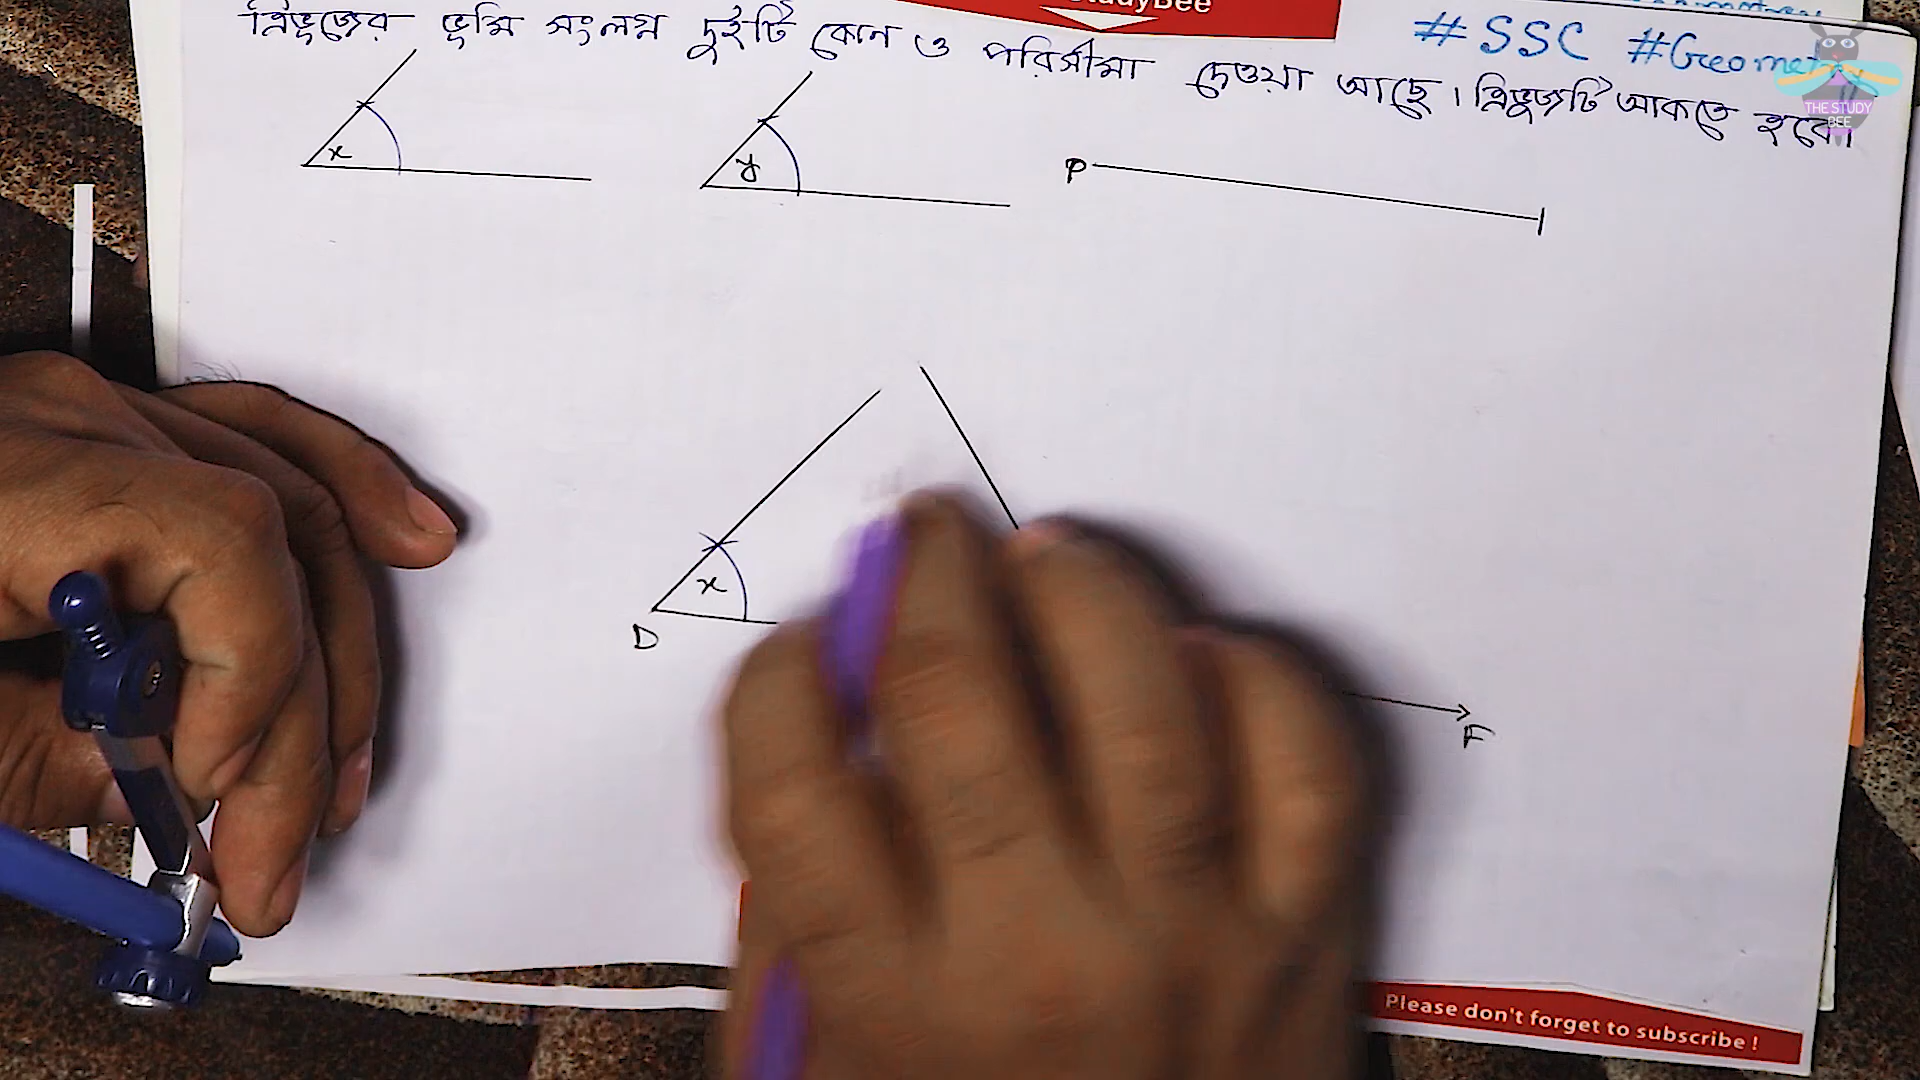 ত্রিভুজের ভূমি সংলগ্ন দুইটি কোন ও পরিসীমা দেওয়া আছে। ত্রিভুজটি আকতে হবে।
#SSC #Geometry
THE STUDY
BEE
x
y
P
x
D
F
Please don't forget to subscribe !